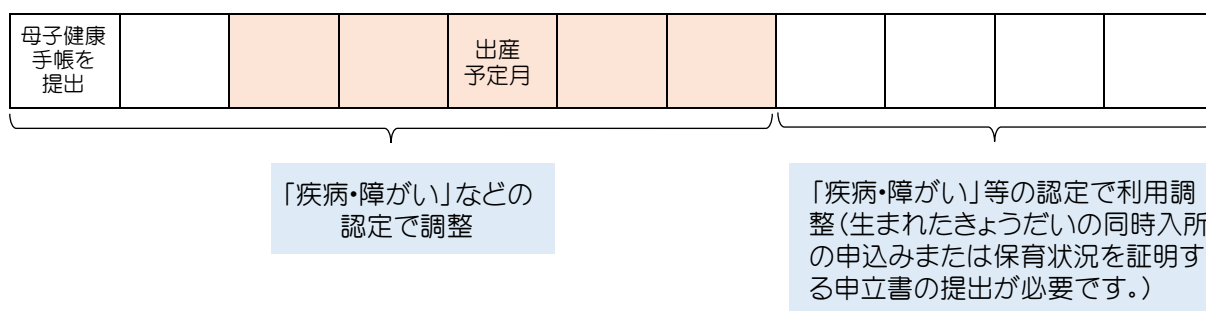 母子健康
手帳を
提出
出産
予定月
「疾病・障がい」などの
認定で調整
「疾病・障がい」等の認定で利用調
整（生まれたきょうだいの同時入所
の申込みまたは保育状況を証明す
る申立書の提出が必要です。）